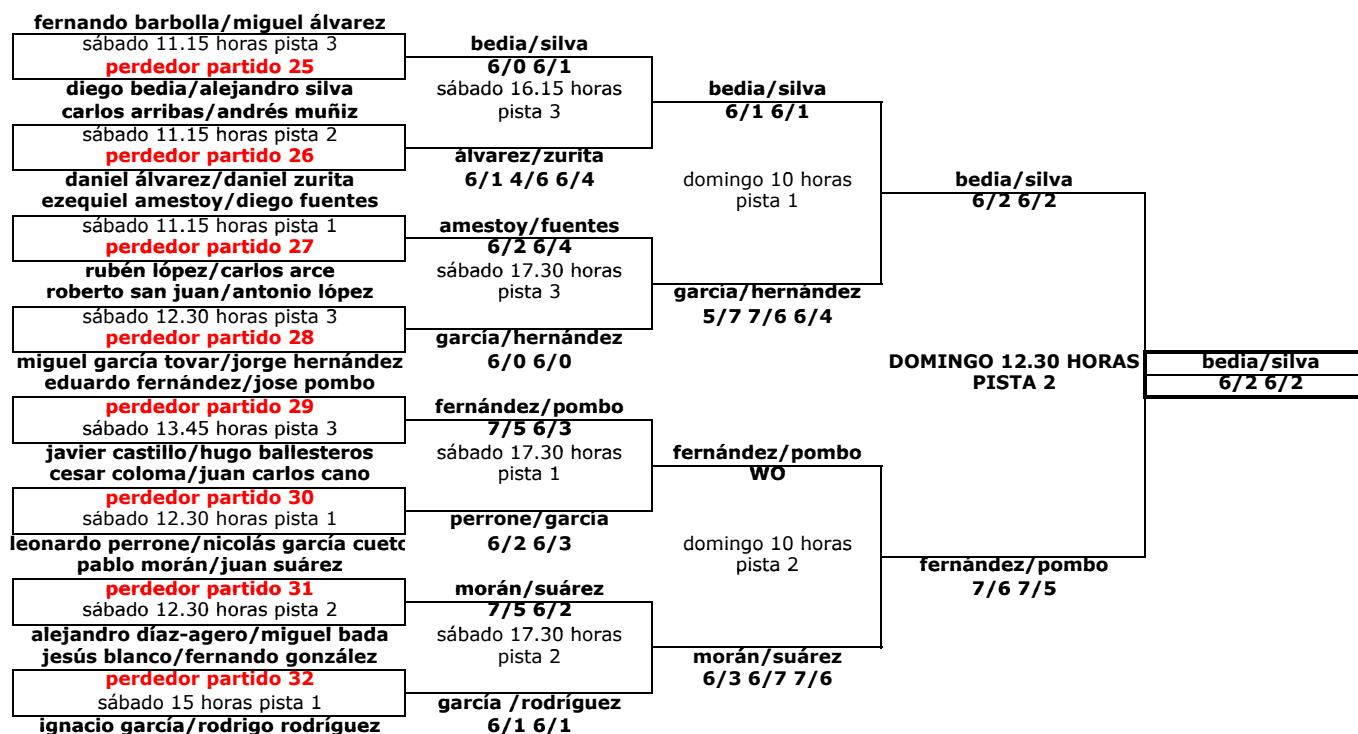 fernando barbolla/miguel álvarez
sábado 11.15 horas pista 3
perdedor partido 25
diego bedia/alejandro silva
carlos arribas/andrés muñiz
sábado 11.15 horas pista 2
perdedor partido 26
daniel álvarez/daniel zurita
ezequiel amestoy/diego fuentes
sábado 11.15 horas pista 1
perdedor partido 27
rubén lópez/carlos arce
roberto san juan/antonio lópez
sábado 12.30 horas pista 3
perdedor partido 28
miguel garcía tovar/jorge hernández
eduardo fernández/jose pombo
perdedor partido 29
sábado 13.45 horas pista 3
javier castillo/hugo ballesteros
cesar coloma/juan carlos cano
perdedor partido 30
sábado 12.30 horas pista 1
leonardo perrone/nicolás garcía cueto
pablo morán/juan suárez
perdedor partido 31
sábado 12.30 horas pista 2
alejandro díaz-agero/miguel bada
jesús blanco/fernando gonzález
perdedor partido 32
sábado 15 horas pista 1
ignacio garcía/rodrigo rodríguez
bedia/silva
6/0 6/1
sábado 16.15 horas
pista 3
álvarez/zurita
6/1 4/6 6/4
amestoy/fuentes
6/2 6/4
sábado 17.30 horas
pista 3
garcía/hernández
6/0 6/0
fernández/pombo
7/5 6/3
sábado 17.30 horas
pista 1
perrone/garcía
6/2 6/3
morán/suárez
7/5 6/2
sábado 17.30 horas
pista 2
garcía /rodríguez
6/1 6/1
bedia/silva
6/1 6/1
domingo 10 horas
pista 1
garcía/hernández
5/7 7/6 6/4
fernández/pombo
WO
domingo 10 horas
pista 2
morán/suárez
6/3 6/7 7/6
bedia/silva
6/2 6/2
DOMINGO 12.30 HORAS
PISTA 2
fernández/pombo
7/6 7/5
bedia/silva
6/2 6/2